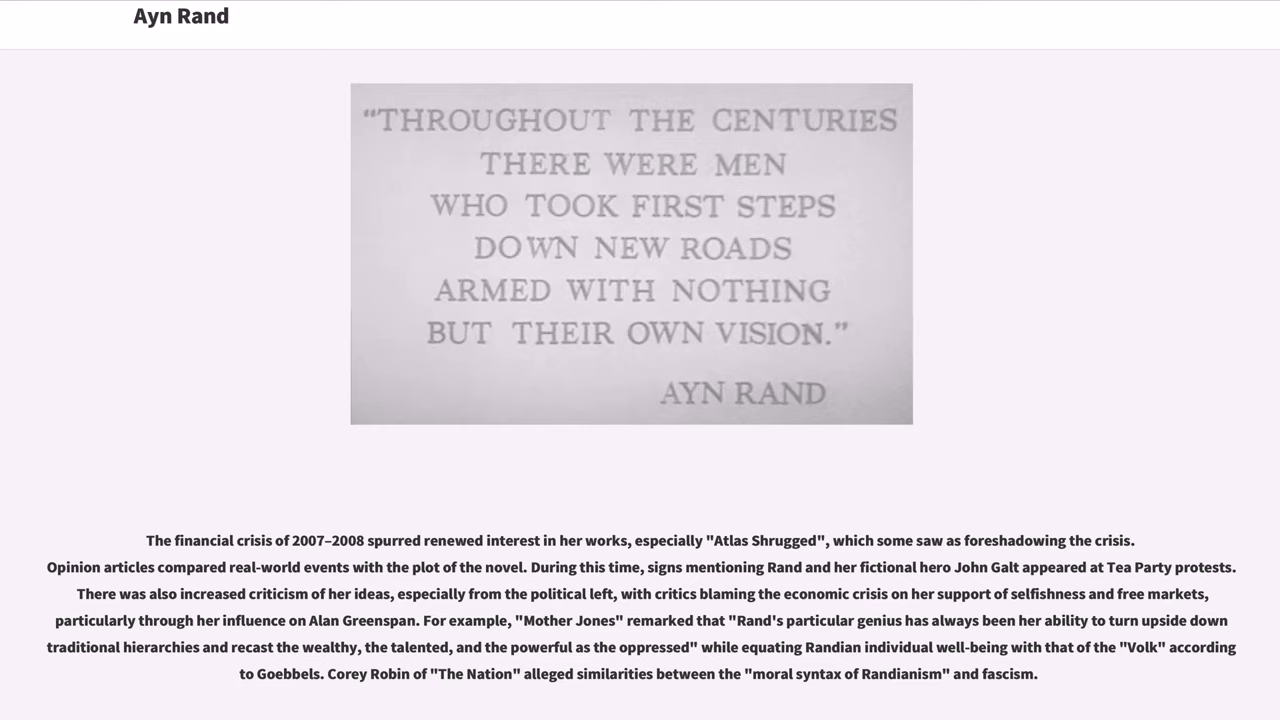 Ayn Rand
“THROUGHOUT THE CENTURIES
THERE WERE MEN
WHO TOOK FIRST STEPS
DOWN NEW ROADS
ARMED WITH NOTHING
BUT THEIR OWN VISION.”
AYN RAND
The financial crisis of 2007–2008 spurred renewed interest in her works, especially "Atlas Shrugged", which some saw as foreshadowing the crisis.
Opinion articles compared real-world events with the plot of the novel. During this time, signs mentioning Rand and her fictional hero John Galt appeared at Tea Party protests.
There was also increased criticism of her ideas, especially from the political left, with critics blaming the economic crisis on her support of selfishness and free markets,
particularly through her influence on Alan Greenspan. For example, "Mother Jones" remarked that "Rand's particular genius has always been her ability to turn upside down
traditional hierarchies and recast the wealthy, the talented, and the powerful as the oppressed" while equating Randian individual well-being with that of the "Volk" according
to Goebbels. Corey Robin of "The Nation" alleged similarities between the "moral syntax of Randianism" and fascism.